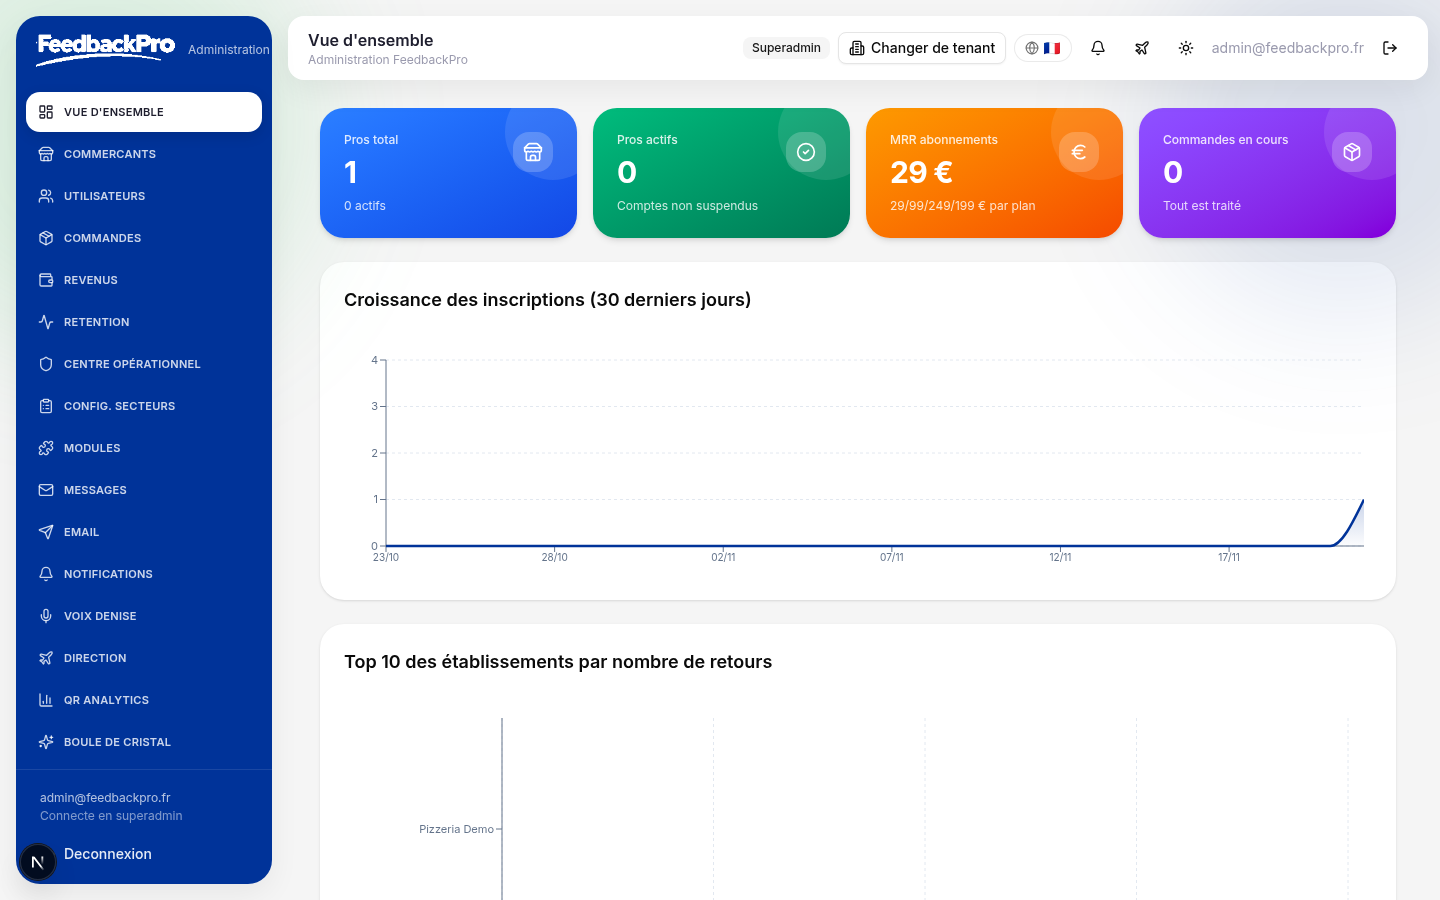 FeedbackPro
Administration
VUE D'ENSEMBLE
COMMERCANTS
UTILISATEURS
COMMANDES
REVENUS
RETENTION
CENTRE OPÉRATIONNEL
CONFIG. SECTEURS
MODULES
MESSAGES
EMAIL
NOTIFICATIONS
VOIX DENISE
DIRECTION
QR ANALYTICS
BOULE DE CRISTAL
admin@feedbackpro.fr
Connecte en superadmin
N
Deconnexion
Vue d'ensemble
Administration FeedbackPro
Superadmin
Changer de tenant
admin@feedbackpro.fr
Pros total
1
0 actifs
Pros actifs
0
Comptes non suspendus
MRR abonnements
29 €
29/99/249/199 € par plan
€
Commandes en cours
0
Tout est traité
Croissance des inscriptions (30 derniers jours)
4
3
2
1
0
23/10 28/10 02/11 07/11 12/11 17/11
Top 10 des établissements par nombre de retours
Pizzeria Demo